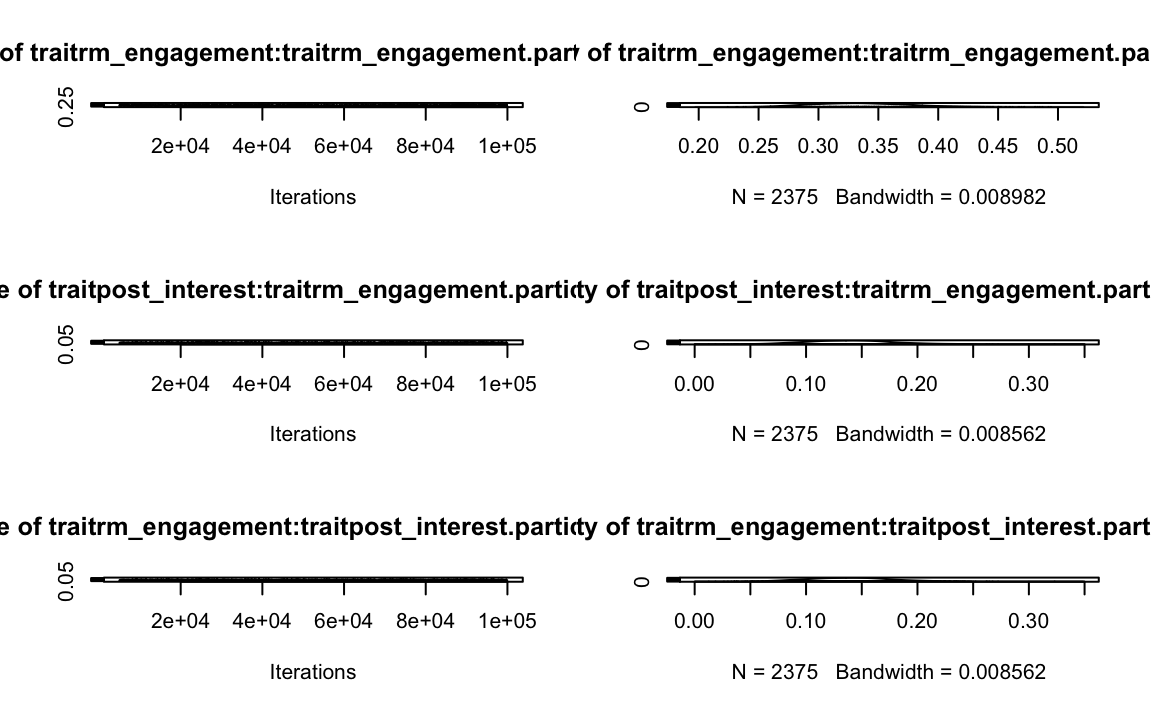 of traitrm_engagement:traitrm_engagement.part
of traitrm_engagement:traitrm_engagement.pa
0.25
2e+04 4e+04 6e+04 8e+04 1e+05
Iterations
0
0.20 0.25 0.30 0.35 0.40 0.45 0.50
N = 2375 Bandwidth = 0.008982
e of traitpost_interest:traitrm_engagement.partic
ty of traitpost_interest:traitrm_engagement.part
0.05
2e+04 4e+04 6e+04 8e+04 1e+05
Iterations
0
0.00 0.10 0.20 0.30
N = 2375 Bandwidth = 0.008562
e of traitrm_engagement:traitpost_interest.partic
ty of traitrm_engagement:traitpost_interest.part
0.05
2e+04 4e+04 6e+04 8e+04 1e+05
Iterations
0
0.00 0.10 0.20 0.30
N = 2375 Bandwidth = 0.008562